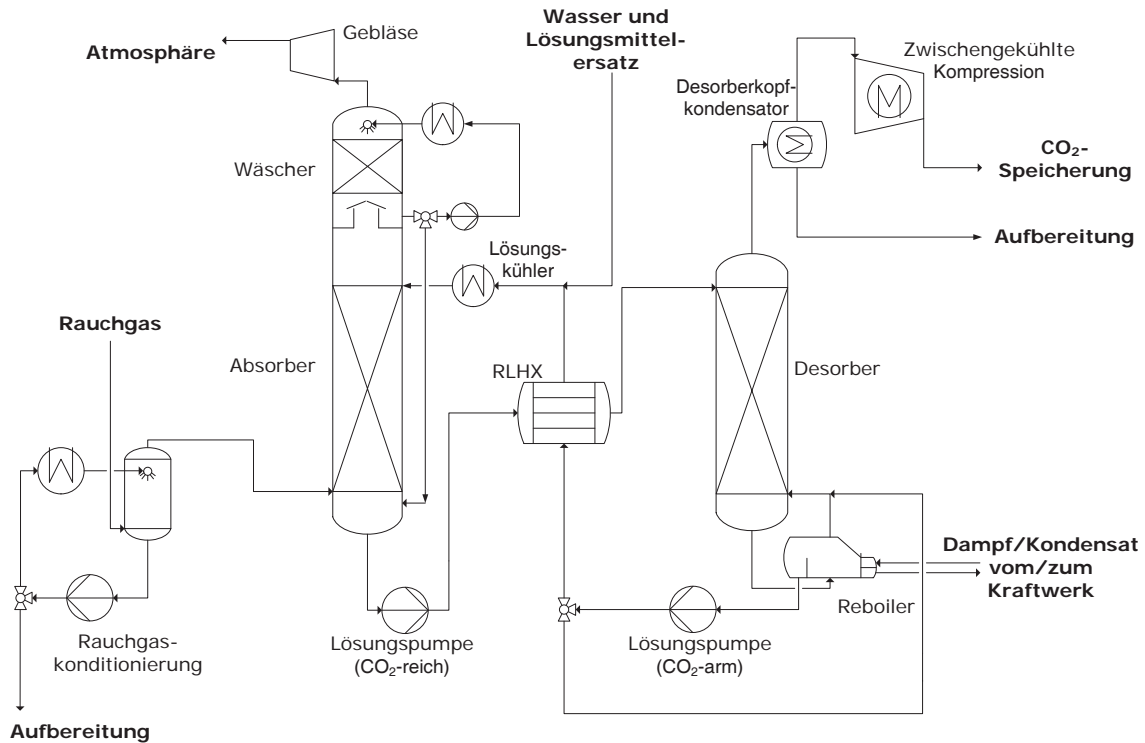 Gebläse
Atmosphäre
Wasser und
Lösungsmittel-
ersatz
Zwischengekühlte
Kompression
Desorberkopf-
kondensator
CO₂-
Speicherung
Wäscher
Aufbereitung
Lösungs-
kühler
Rauchgas
Absorber
RLHX
Desorber
Dampf/Kondensat
vom/zum
Kraftwerk
Reboiler
Rauchgas-
konditionierung
Lösungspumpe
(CO₂-reich)
Lösungspumpe
(CO₂-arm)
Aufbereitung